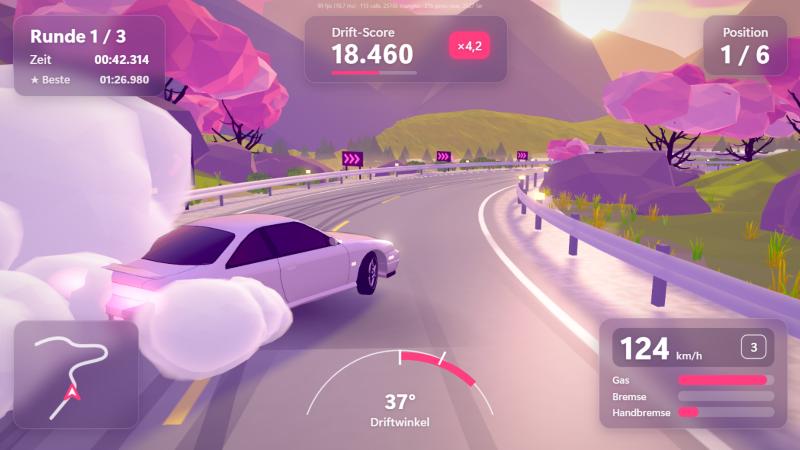 Runde 1 / 3
Zeit 00:42.314
★ Beste 01:26.980
Drift-Score
18.460
×4,2
Position
1 / 6
37°
Driftwinkel
124 km/h
3
Gas
Bremse
Handbremse